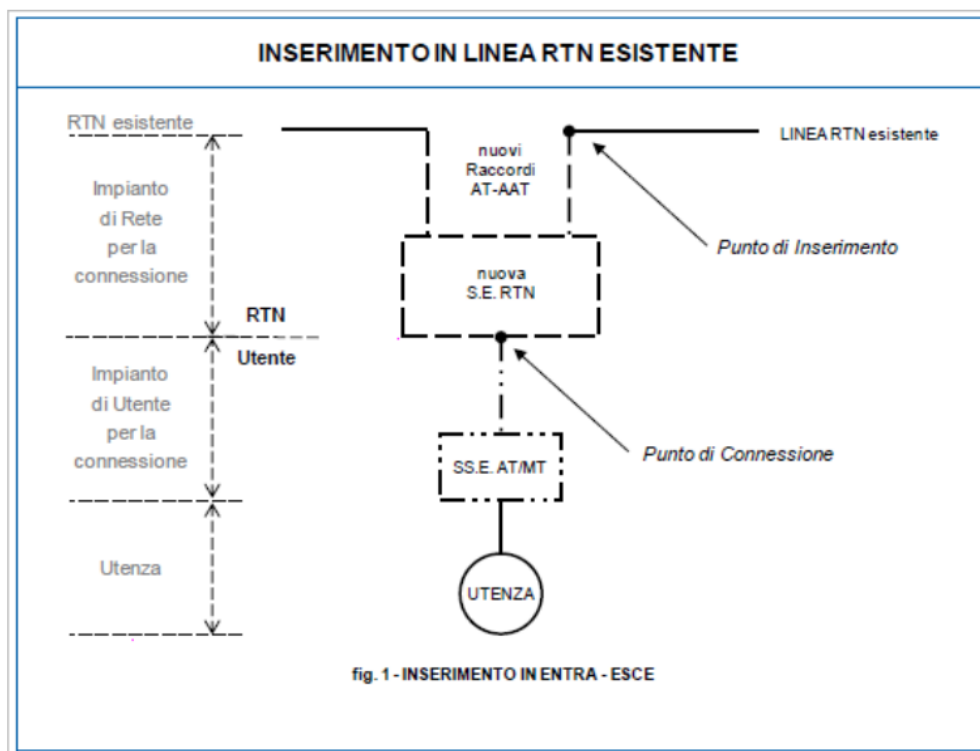 INSERIMENTO IN LINEA RTN ESISTENTE
RTN esistente
LINEA RTN esistente
nuovi
Raccordi
AT-AAT
Impianto
di Rete
per la
connessione
Punto di Inserimento
nuova
S.E. RTN
RTN
Utente
Impianto
di Utente
per la
connessione
Punto di Connessione
SS.E. AT/MT
Utenza
UTENZA
fig. 1 - INSERIMENTO IN ENTRA - ESCE